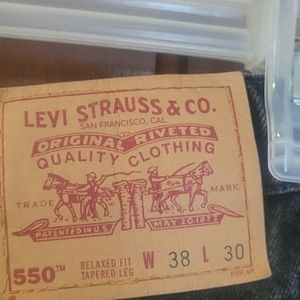 LEVI STRAUSS & CO.
SAN FRANCISCO, CAL.
ORIGINAL RIVETED
QUALITY CLOTHING
TRADE MARK
PATENTED IN U.S. MAY 20 1873
550™ RELAXED FIT W 38 L 30
TAPERED LEG